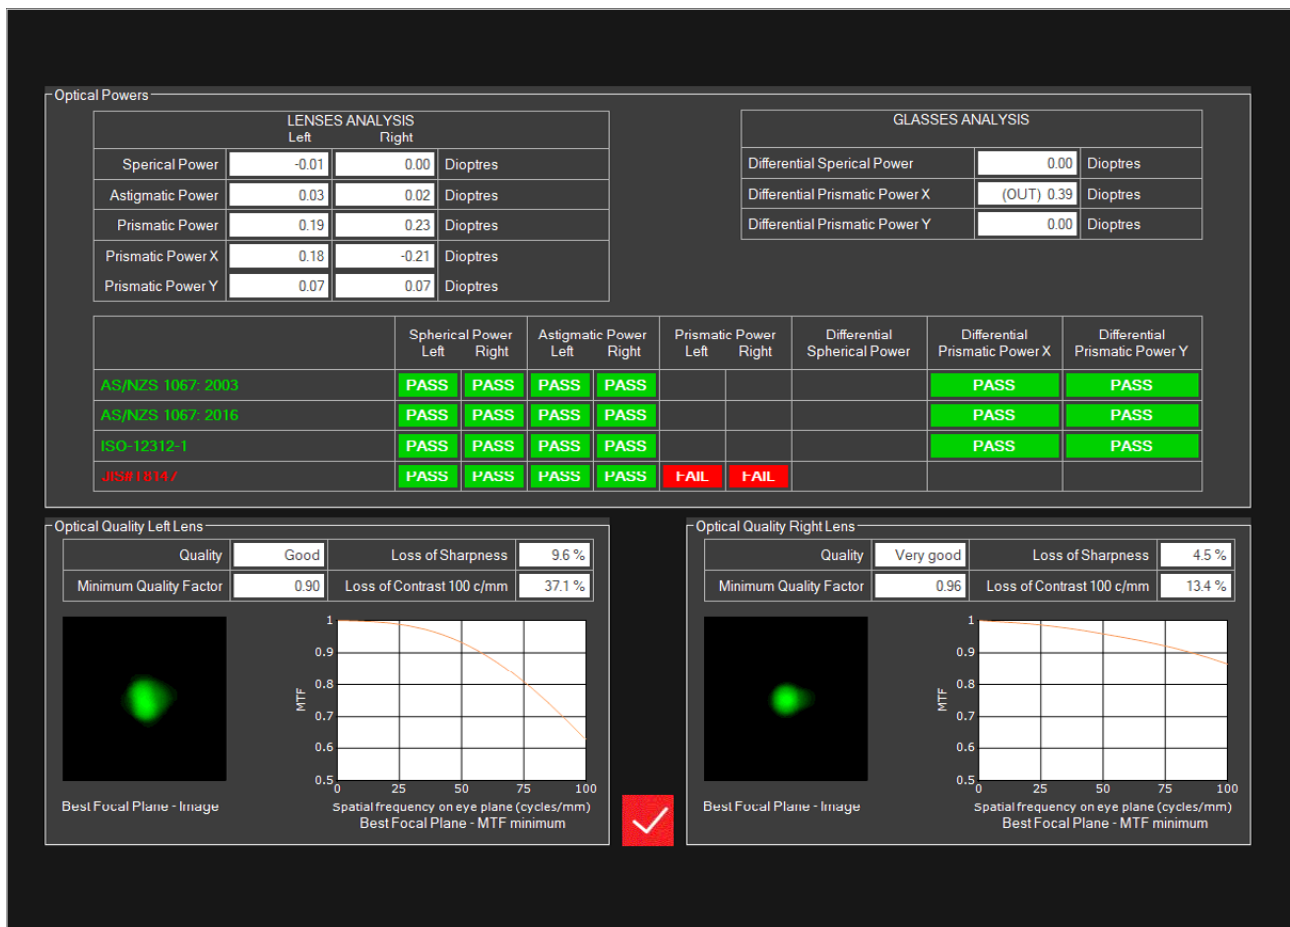 Optical Powers
LENSES ANALYSIS
Left Right
Sperical Power -0.01 0.00 Dioptres
Astigmatic Power 0.03 0.02 Dioptres
Prismatic Power 0.19 0.23 Dioptres
Prismatic Power X 0.18 -0.21 Dioptres
Prismatic Power Y 0.07 0.07 Dioptres
GLASSES ANALYSIS
Differential Sperical Power 0.00 Dioptres
Differential Prismatic Power X (OUT) 0.39 Dioptres
Differential Prismatic Power Y 0.00 Dioptres
Spherical Power Astigmatic Power Prismatic Power Differential Differential Differential
Left Right Left Right Left Right Spherical Power Prismatic Power X Prismatic Power Y
AS/NZS 1067: 2003 PASS PASS PASS PASS PASS PASS
AS/NZS 1067: 2016 PASS PASS PASS PASS PASS PASS
ISO-12312-1 PASS PASS PASS PASS PASS PASS
JIS#T8147 PASS PASS PASS PASS FAIL FAIL
Optical Quality Left Lens
Quality Good Loss of Sharpness 9.6 %
Minimum Quality Factor 0.90 Loss of Contrast 100 c/mm 37.1 %
1
0.9
0.8
0.7
0.6
0.5
MTF
0 25 50 75 100
Spatial frequency on eye plane (cycles/mm)
Best Focal Plane - Image
Best Focal Plane - MTF minimum
Optical Quality Right Lens
Quality Very good Loss of Sharpness 4.5 %
Minimum Quality Factor 0.96 Loss of Contrast 100 c/mm 13.4 %
1
0.9
0.8
0.7
0.6
0.5
MTF
0 25 50 75 100
Spatial frequency on eye plane (cycles/mm)
Best Focal Plane - Image
Best Focal Plane - MTF minimum